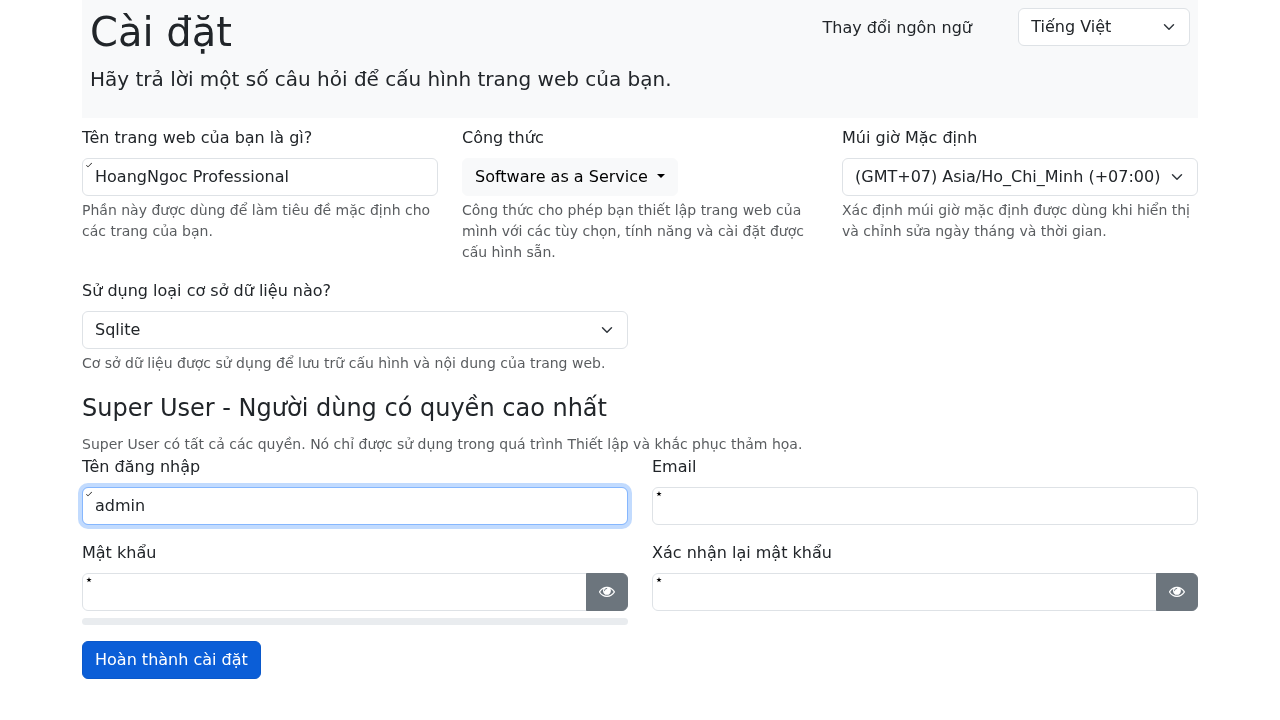 Cài đặt
Thay đổi ngôn ngữ
Tiếng Việt
Hãy trả lời một số câu hỏi để cấu hình trang web của bạn.
Tên trang web của bạn là gì?
HoangNgoc Professional
Phần này được dùng để làm tiêu đề mặc định cho
các trang của bạn.
Công thức
Software as a Service
Công thức cho phép bạn thiết lập trang web của
mình với các tùy chọn, tính năng và cài đặt được
cấu hình sẵn.
Múi giờ Mặc định
(GMT+07) Asia/Ho_Chi_Minh (+07:00)
Xác định múi giờ mặc định được dùng khi hiển thị
và chỉnh sửa ngày tháng và thời gian.
Sử dụng loại cơ sở dữ liệu nào?
Sqlite
Cơ sở dữ liệu được sử dụng để lưu trữ cấu hình và nội dung của trang web.
Super User - Người dùng có quyền cao nhất
Super User có tất cả các quyền. Nó chỉ được sử dụng trong quá trình Thiết lập và khắc phục thảm họa.
Tên đăng nhập
admin
Email
Mật khẩu
Xác nhận lại mật khẩu
Hoàn thành cài đặt